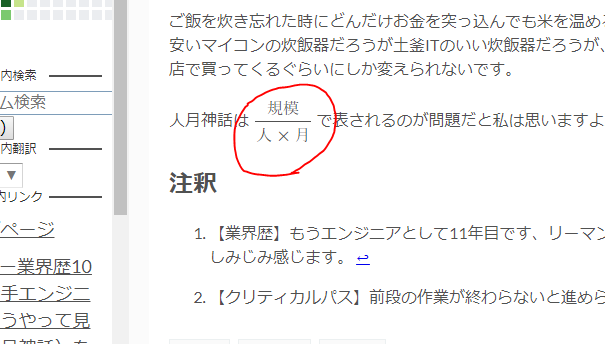 内検索
ム検索
)
内翻訳
▼
内リンク
ページ
ー業界歴10
手エンジニ
うやって見
ご飯を炊き忘れた時にどんだけお金を突っ込んでも米を温め
安いマイコンの炊飯器だろうが土釜ITのいい炊飯器だろうが、
店で買ってくるぐらいにしか変えられないです。
人月神話は 規模 / 人 × 月 で表されるのが問題だと私は思いますよ
注釈
1. 【業界歴】もうエンジニアとして11年目です、リーマン
しみじみ感じます。 ↩
2. 【クリティカルパス】前段の作業が終わらないと進めら